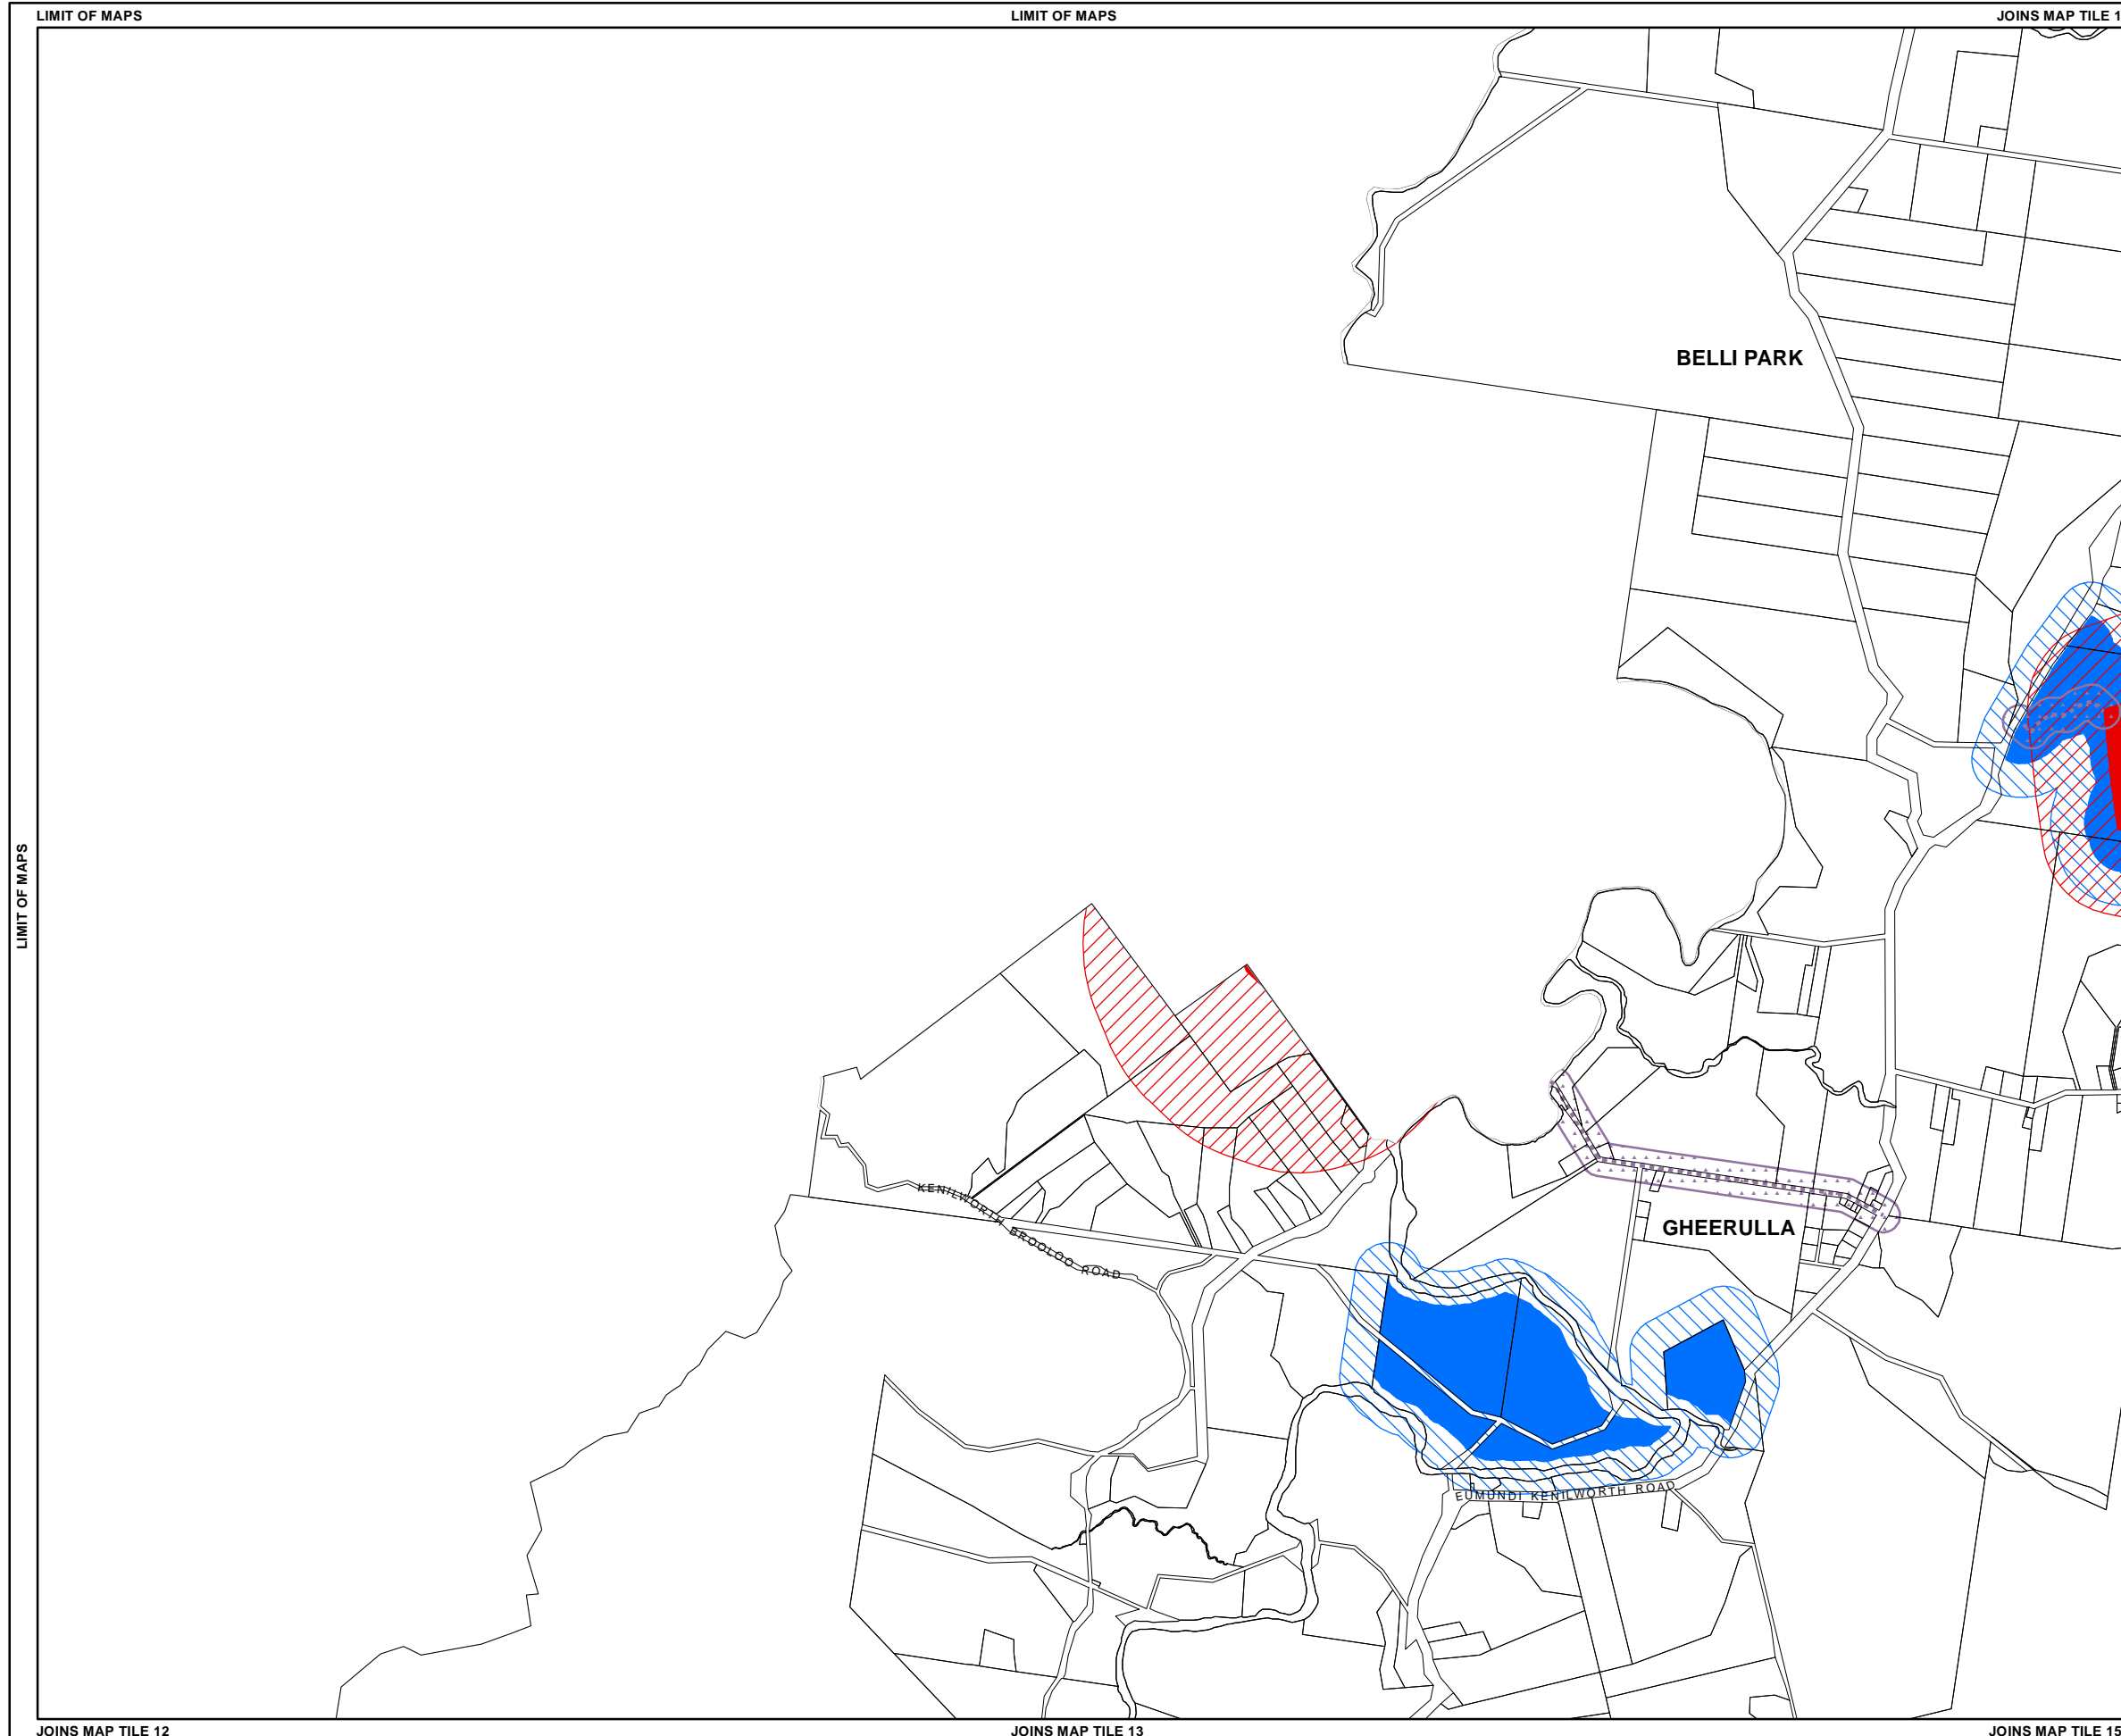 LIMIT OF MAPS
LIMIT OF MAPS
JOINS MAP TILE 1
BELLI PARK
LIMIT OF MAPS
KENILWORTH BROOLOO ROAD
GHEERULLA
EUMUNDI KENILWORTH ROAD
JOINS MAP TILE 12
JOINS MAP TILE 13
JOINS MAP TILE 15